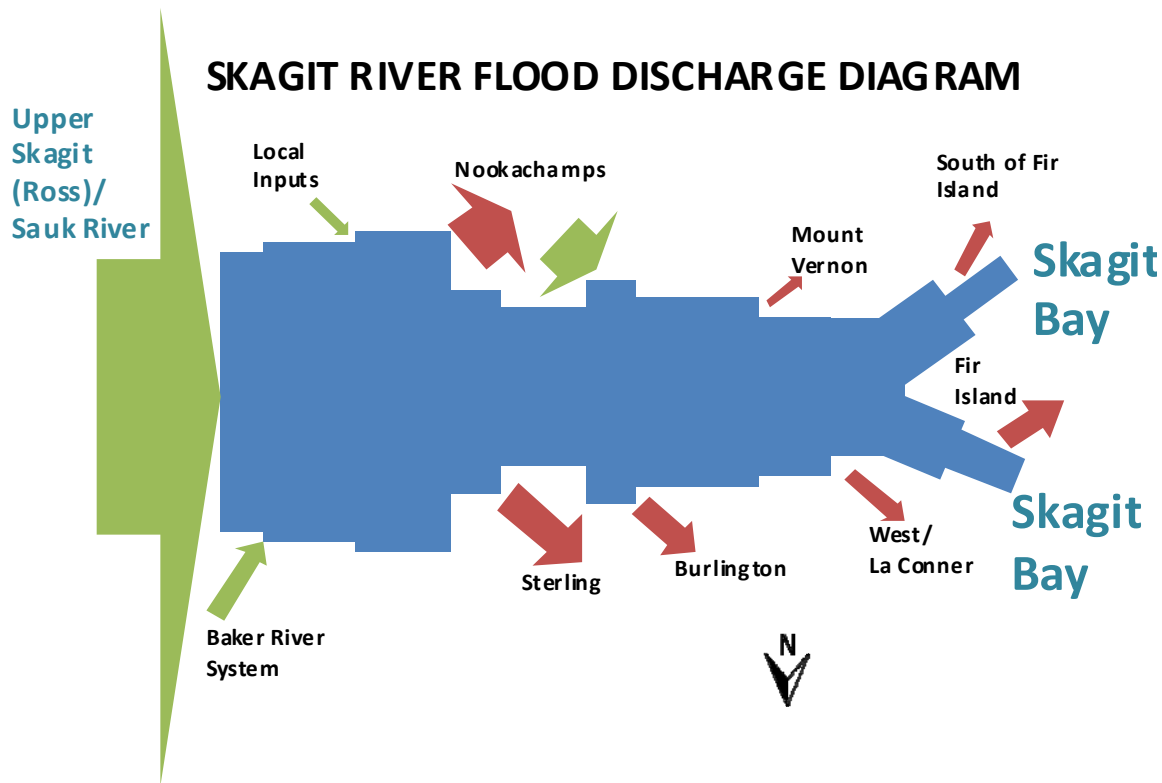 SKAGIT RIVER FLOOD DISCHARGE DIAGRAM
Upper
Skagit
(Ross)/
Sauk River
Local
Inputs
Nookachamps
South of Fir
Island
Mount
Vernon
Skagit
Bay
Fir
Island
Skagit
Bay
West/
La Conner
Burlington
Sterling
Baker River
System
N